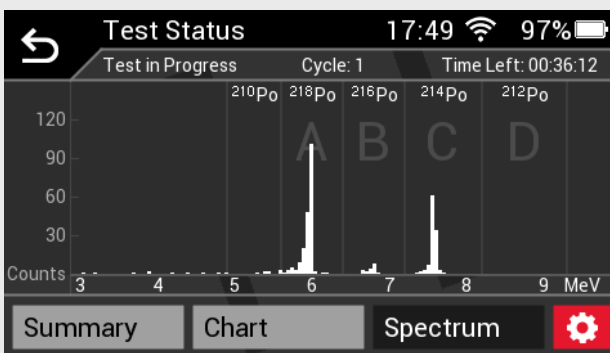 Test Status 17:49 97%
Test in Progress Cycle: 1 Time Left: 00:36:12
²¹⁰Po ²¹⁸Po ²¹⁶Po ²¹⁴Po ²¹²Po
A B C D
120
90
60
30
Counts
3 4 5 6 7 8 9 MeV
Summary Chart Spectrum